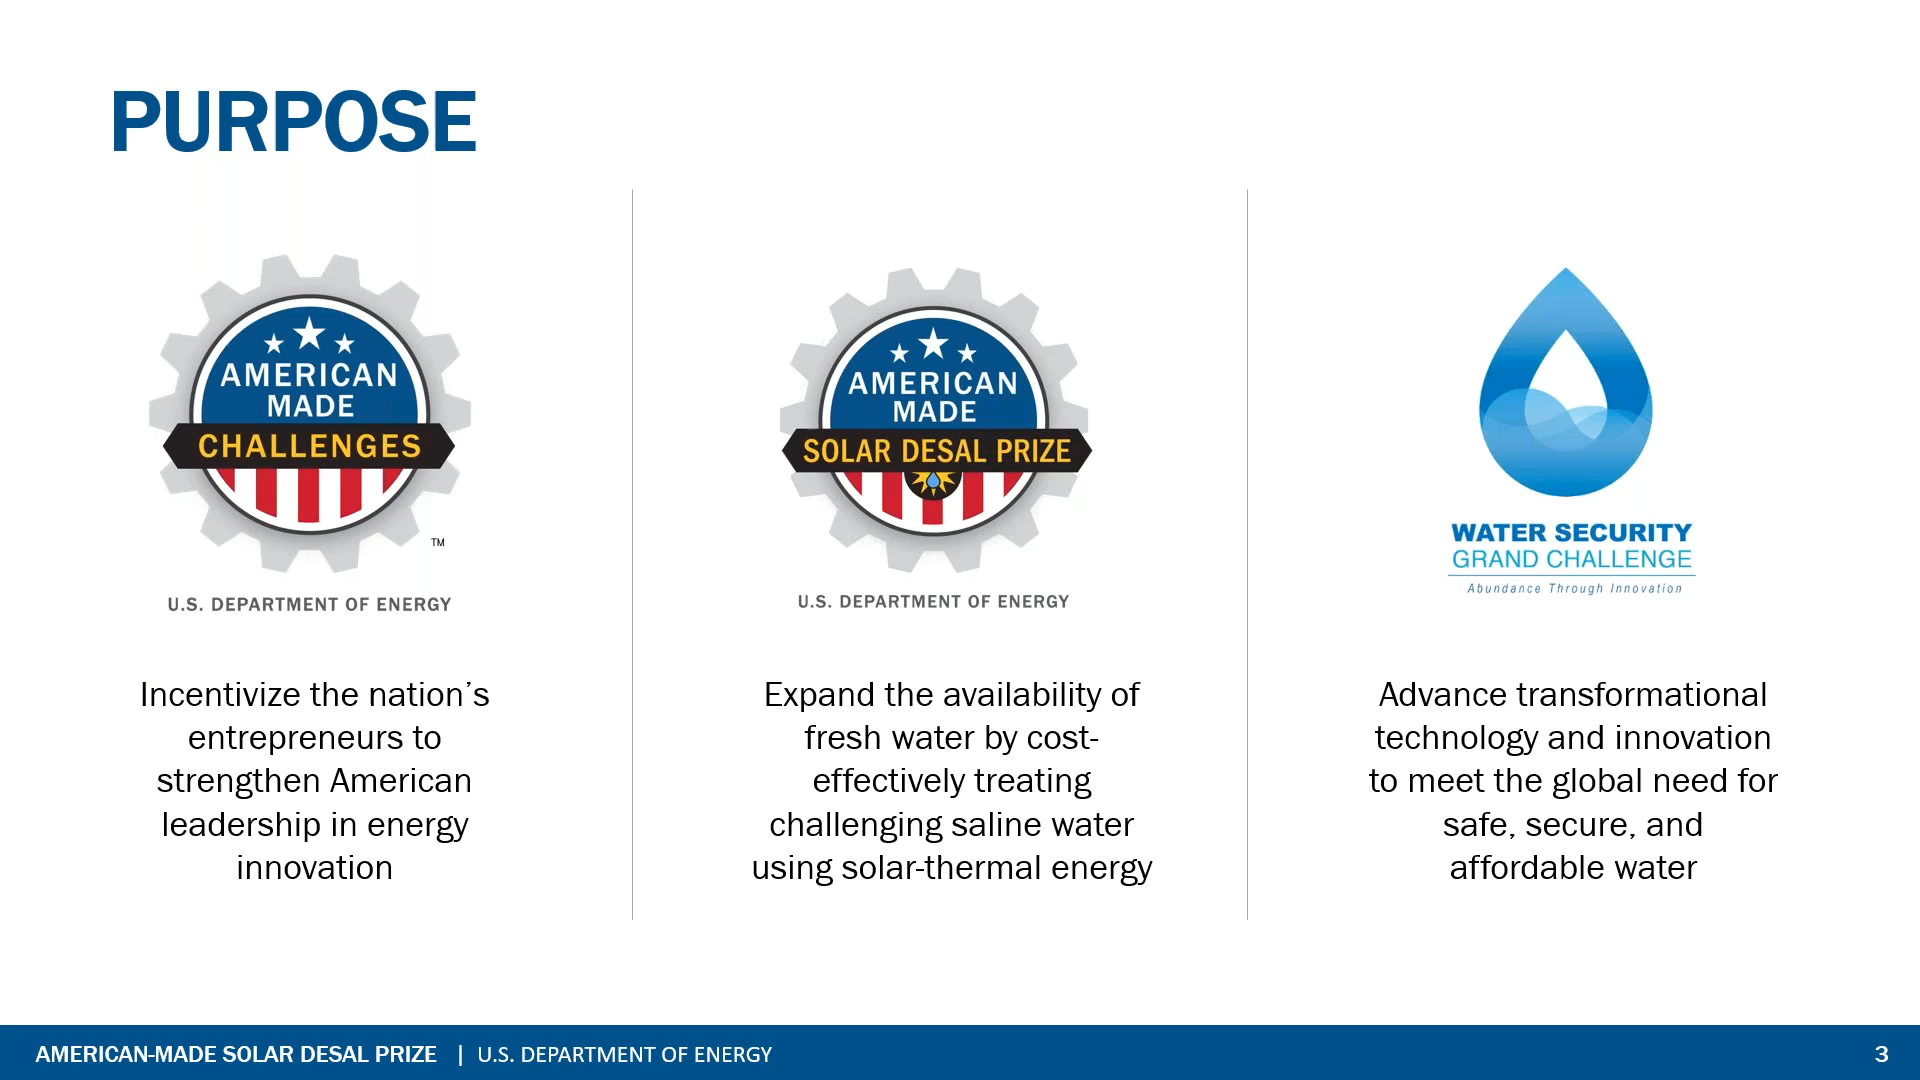 PURPOSE
AMERICAN
MADE
CHALLENGES
TM
U.S. DEPARTMENT OF ENERGY
Incentivize the nation’s
entrepreneurs to
strengthen American
leadership in energy
innovation
AMERICAN
MADE
SOLAR DESAL PRIZE
U.S. DEPARTMENT OF ENERGY
Expand the availability of
fresh water by cost-
effectively treating
challenging saline water
using solar-thermal energy
WATER SECURITY
GRAND CHALLENGE
Abundance Through Innovation
Advance transformational
technology and innovation
to meet the global need for
safe, secure, and
affordable water
AMERICAN-MADE SOLAR DESAL PRIZE | U.S. DEPARTMENT OF ENERGY
3